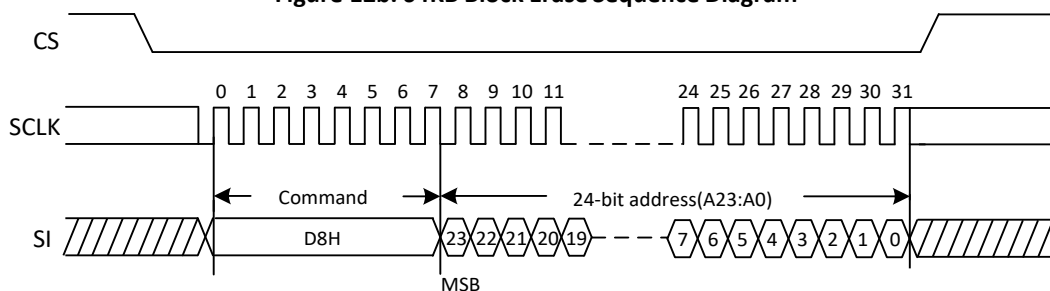 Figure 12b. 64KB Block Erase Sequence Diagram
CS
0 1 2 3 4 5 6 7 8 9 10 11 24 25 26 27 28 29 30 31
SCLK
Command 24-bit address(A23:A0)
SI D8H 23 22 21 20 19 7 6 5 4 3 2 1 0
MSB